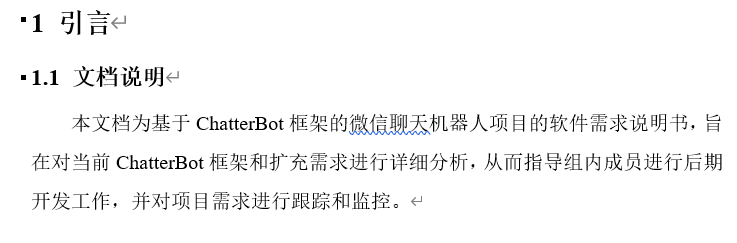 1 引言
1.1 文档说明
本文档为基于 ChatterBot 框架的微信聊天机器人项目的软件需求说明书，旨
在对当前 ChatterBot 框架和扩充需求进行详细分析，从而指导组内成员进行后期
开发工作，并对项目需求进行跟踪和监控。